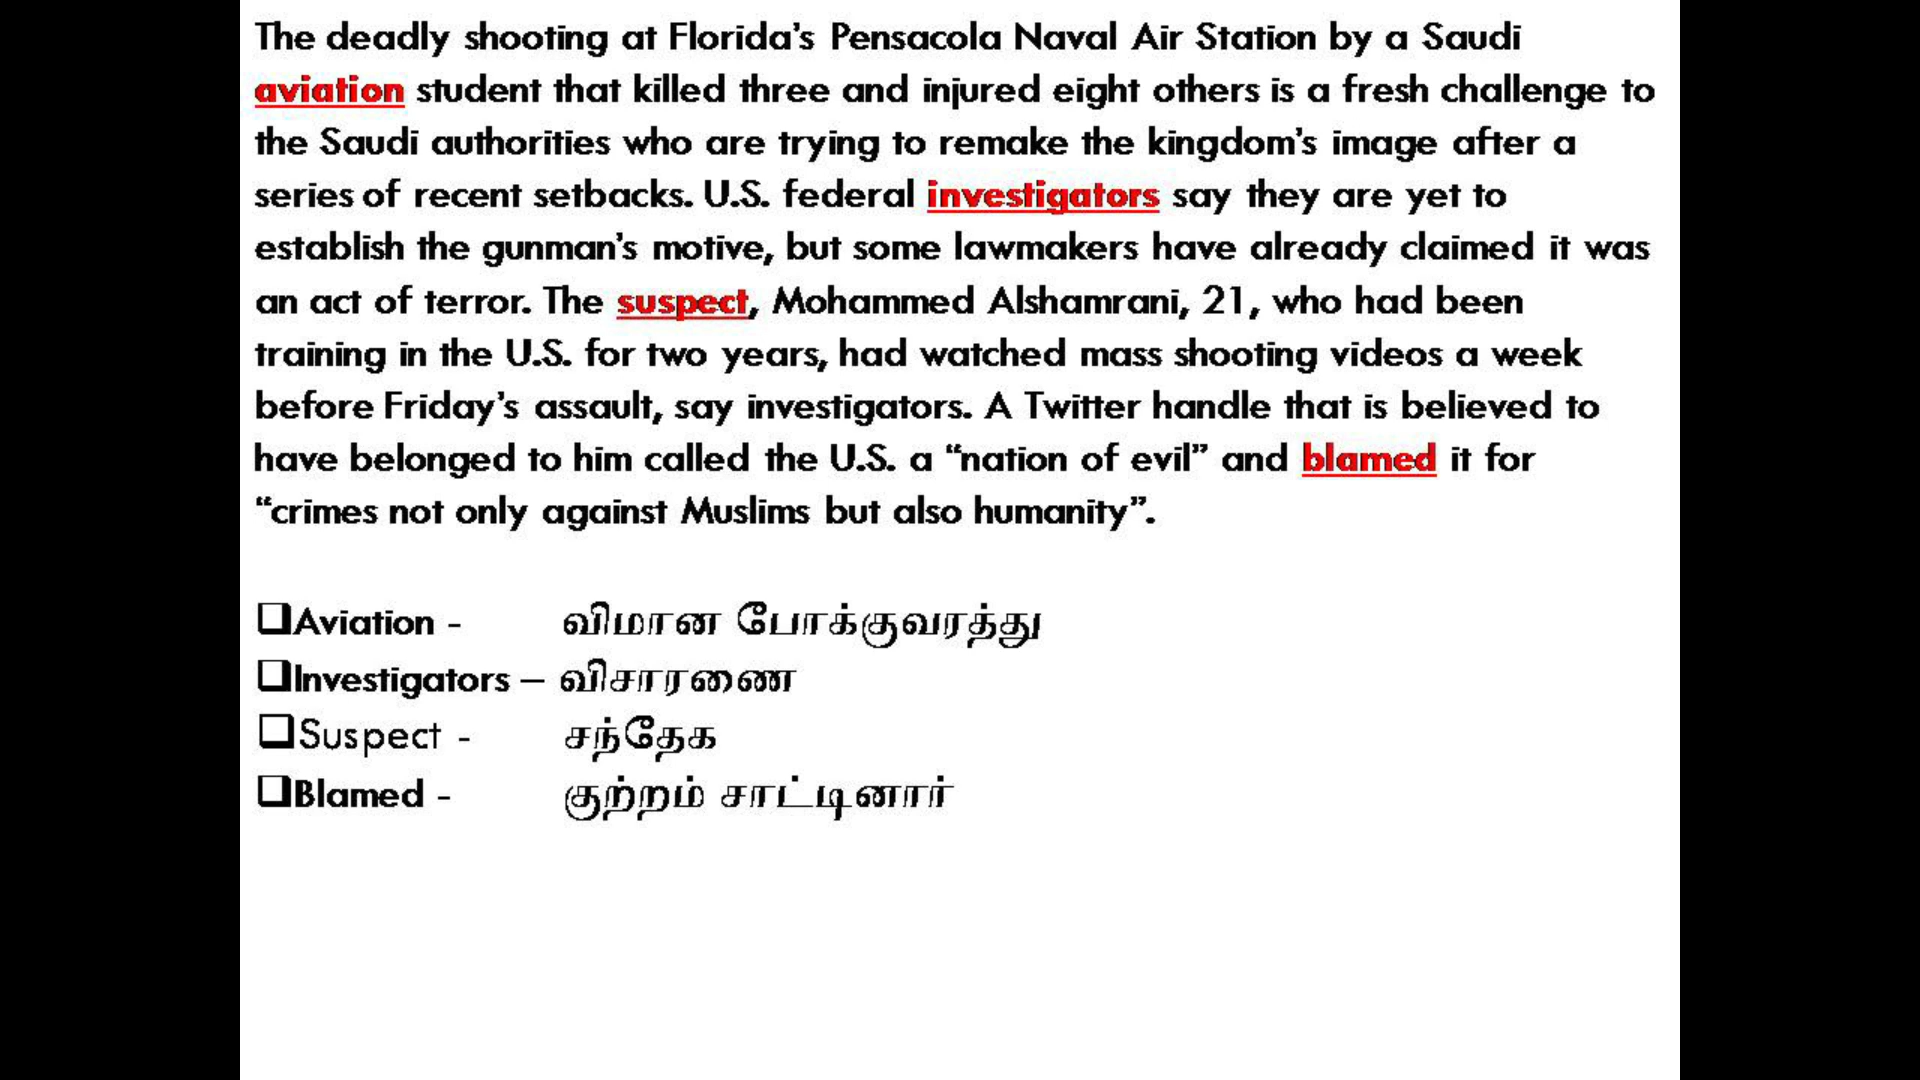 The deadly shooting at Florida’s Pensacola Naval Air Station by a Saudi
aviation student that killed three and injured eight others is a fresh challenge to
the Saudi authorities who are trying to remake the kingdom’s image after a
series of recent setbacks. U.S. federal investigators say they are yet to
establish the gunman’s motive, but some lawmakers have already claimed it was
an act of terror. The suspect, Mohammed Alshamrani, 21, who had been
training in the U.S. for two years, had watched mass shooting videos a week
before Friday’s assault, say investigators. A Twitter handle that is believed to
have belonged to him called the U.S. a “nation of evil” and blamed it for
“crimes not only against Muslims but also humanity”.
❑Aviation - விமான போக்குவரத்து
❑Investigators – விசாரணை
❑Suspect - சந்தேக
❑Blamed - குற்றம் சாட்டினார்